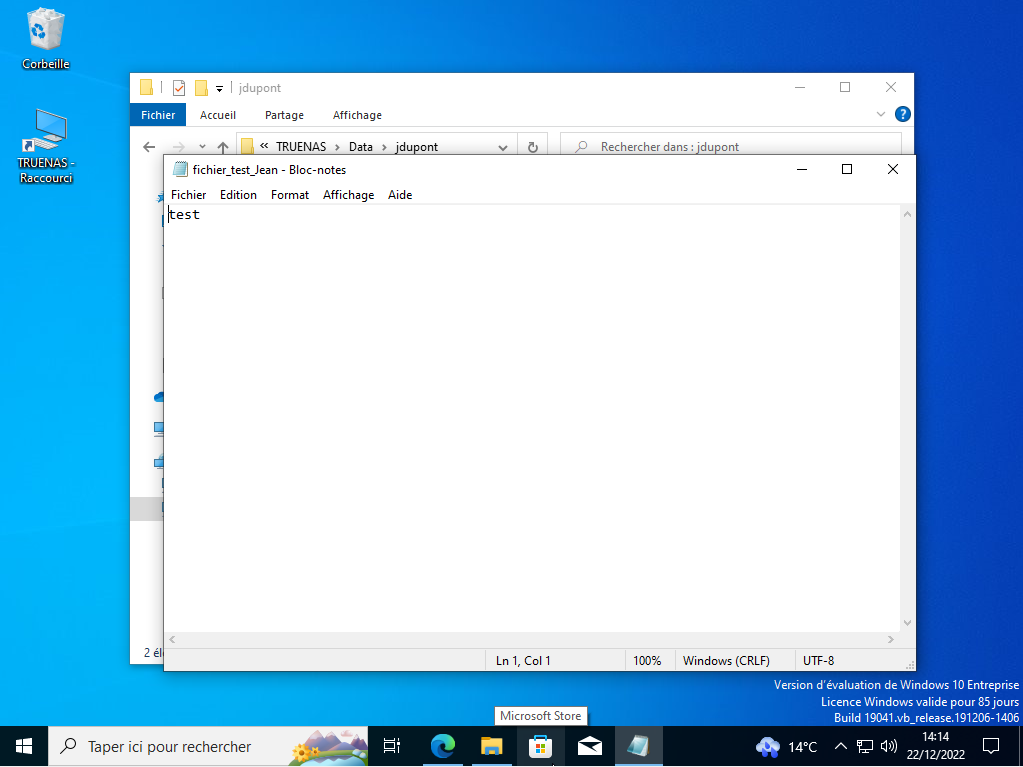 Corbeille
TRUENAS -
Raccourci
jdupont
Fichier Accueil Partage Affichage
« TRUENAS > Data > jdupont
Rechercher dans : jdupont
fichier_test_Jean - Bloc-notes
Fichier Edition Format Affichage Aide
test
2 élé
Ln 1, Col 1 100% Windows (CRLF) UTF-8
Version d'évaluation de Windows 10 Entreprise
Licence Windows valide pour 85 jours
Build 19041.vb_release.191206-1406
Microsoft Store
Taper ici pour rechercher
14°C
14:14
22/12/2022